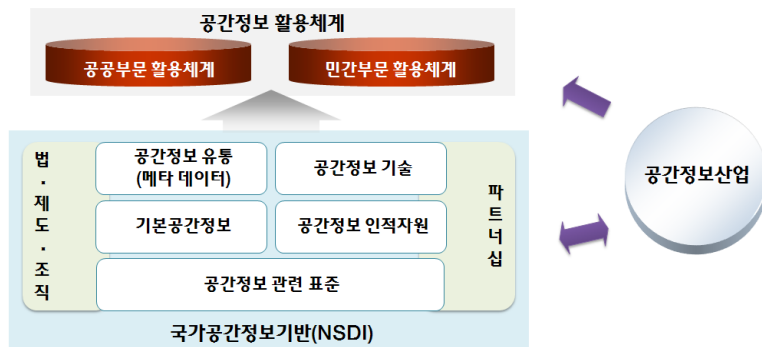 공간정보 활용체계
공공부문 활용체계
민간부문 활용체계
법·제도·조직
공간정보 유통
(메타 데이터)
공간정보 기술
기본공간정보
공간정보 인적자원
공간정보 관련 표준
파트너십
국가공간정보기반(NSDI)
공간정보산업